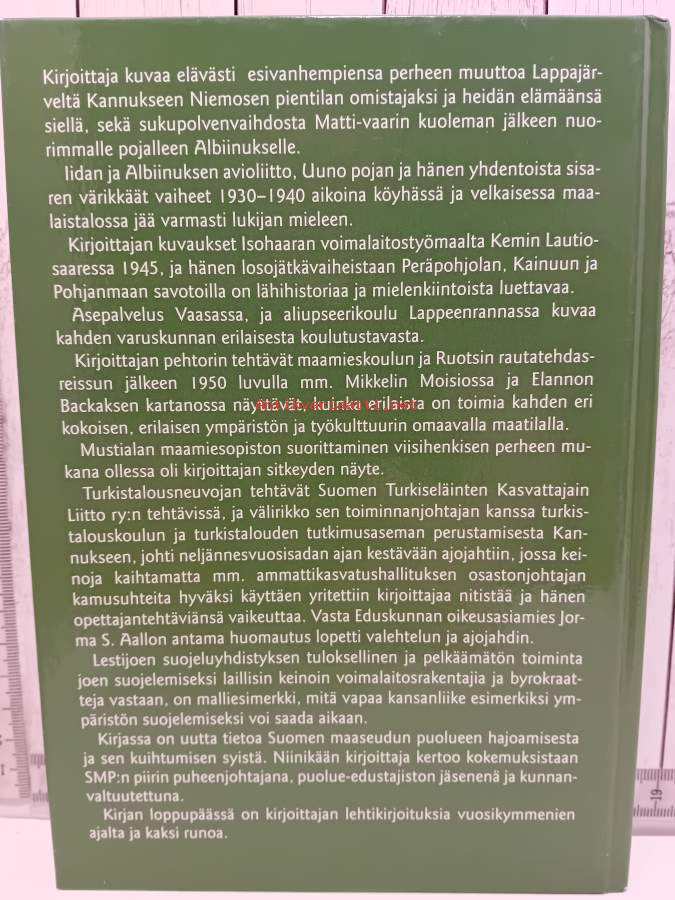 Kirjoittaja kuvaa elävästi esivanhempiensa perheen muuttoa Lappajär-
veltä Kannukseen Niemosen pientilan omistajaksi ja heidän elämäänsä
siellä, sekä sukupolvenvaihdosta Matti-vaarin kuoleman jälkeen nuo-
rimmalle pojalleen Albiinukselle.
Iidan ja Albiinuksen avioliitto, Uuno pojan ja hänen yhdentoista sisa-
ren värikkäät vaiheet 1930–1940 aikoina köyhässä ja velkaisessa maa-
laistalossa jää varmasti lukijan mieleen.
Kirjoittajan kuvaukset Isohaaran voimalaitostyömaalta Kemin Lautio-
saaressa 1945, ja hänen losojätkävaiheistaan Peräpohjolan, Kainuun ja
Pohjanmaan savotoilla on lähihistoriaa ja mielenkiintoista luettavaa.
Asepalvelus Vaasassa, ja aliupseerikoulu Lappeenrannassa kuvaa
kahden varuskunnan erilaisesta koulutustavasta.
Kirjoittajan pehtorin tehtävät maamieskoulun ja Ruotsin rautatehdas-
reissun jälkeen 1950 luvulla mm. Mikkelin Moisiossa ja Elannon
Backaksen kartanossa näyttävät, kuinka erilaista on toimia kahden eri
kokoisen, erilaisen ympäristön ja työkulttuurin omaavalla maatilalla.
Mustialan maamiesopiston suorittaminen viisihenkisen perheen mu-
kana ollessa oli kirjoittajan sitkeyden näyte.
Turkistalousneuvojan tehtävät Suomen Turkiseläinten Kasvattajain
Liitto ry:n tehtävissä, ja välirikko sen toiminnanjohtajan kanssa turkis-
talouskoulun ja turkistalouden tutkimusaseman perustamisesta Kan-
nukseen, johti neljännesvuosisadan ajan kestävään ajojahtiin, jossa kei-
noja kaihtamatta mm. ammattikasvatushallituksen osastonjohtajan
kamusuhteita hyväksi käyttäen yritettiin kirjoittajaa nitistää ja hänen
opettajantehtäviänsä vaikeuttaa. Vasta Eduskunnan oikeusasiamies Jor-
ma S. Aallon antama huomautus lopetti valehtelun ja ajojahdin.
Lestijoen suojeluyhdistyksen tuloksellinen ja pelkäämätön toiminta
joen suojelemiseksi laillisin keinoin voimalaitosrakentajia ja byrokraat-
teja vastaan, on malliesimerkki, mitä vapaa kansanliike esimerkiksi ym-
päristön suojelemiseksi voi saada aikaan.
Kirjassa on uutta tietoa Suomen maaseudun puolueen hajoamisesta
ja sen kuihtumisen syistä. Niinikään kirjoittaja kertoo kokemuksistaan
SMP:n piirin puheenjohtajana, puolue-edustajiston jäsenenä ja kunnan-
valtuutettuna.
Kirjan loppupäässä on kirjoittajan lehtikirjoituksia vuosikymmenien
ajalta ja kaksi runoa.
19